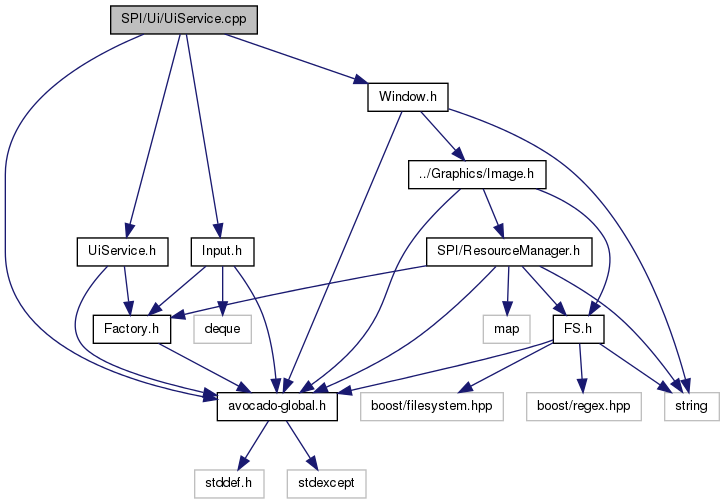 SPI/Ui/UiService.cpp
Window.h
../Graphics/Image.h
UiService.h
Input.h
SPI/ResourceManager.h
Factory.h
deque
map
FS.h
avocado-global.h
boost/filesystem.hpp
boost/regex.hpp
string
stddef.h
stdexcept